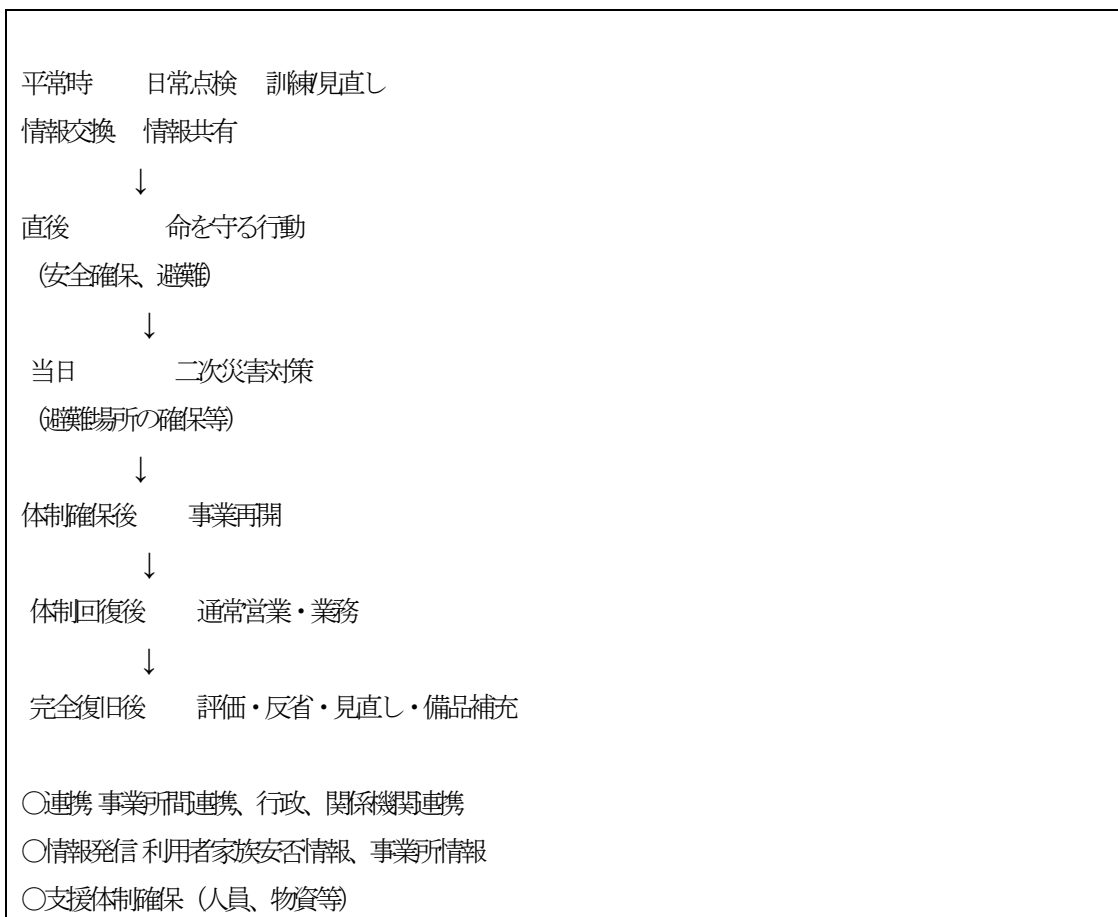 平常時 日常点検 訓練/見直し
情報交換 情報共有
↓
直後 命を守る行動
(安全確保、避難)
↓
当日 二次災害対策
(避難場所の確保等)
↓
体制確保後 事業再開
↓
体制回復後 通常営業・業務
↓
完全復旧後 評価・反省・見直し・備品補充
○連携 事業所間連携、行政、関係機関連携
○情報発信 利用者家族安否情報、事業所情報
○支援体制確保(人員、物資等)